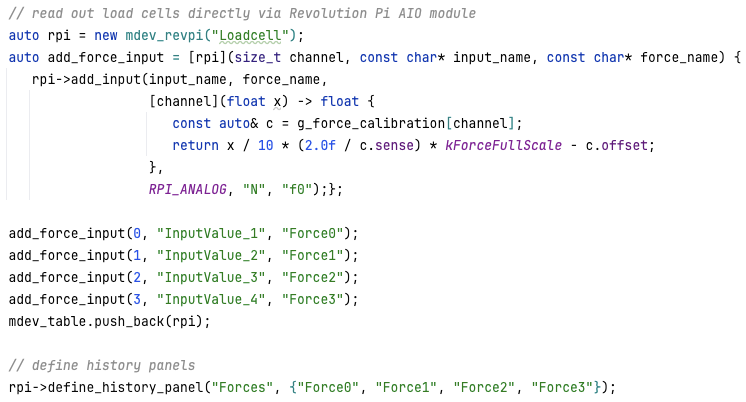 // read out load cells directly via Revolution Pi AIO module
auto rpi = new mdev_revpi("Loadcell");
auto add_force_input = [rpi](size_t channel, const char* input_name, const char* force_name) {
   rpi->add_input(input_name, force_name,
                  [channel](float x) -> float {
                     const auto& c = g_force_calibration[channel];
                     return x / 10 * (2.0f / c.sense) * kForceFullScale - c.offset;
                  },
                  RPI_ANALOG, "N", "f0");};

add_force_input(0, "InputValue_1", "Force0");
add_force_input(1, "InputValue_2", "Force1");
add_force_input(2, "InputValue_3", "Force2");
add_force_input(3, "InputValue_4", "Force3");
mdev_table.push_back(rpi);

// define history panels
rpi->define_history_panel("Forces", {"Force0", "Force1", "Force2", "Force3"});